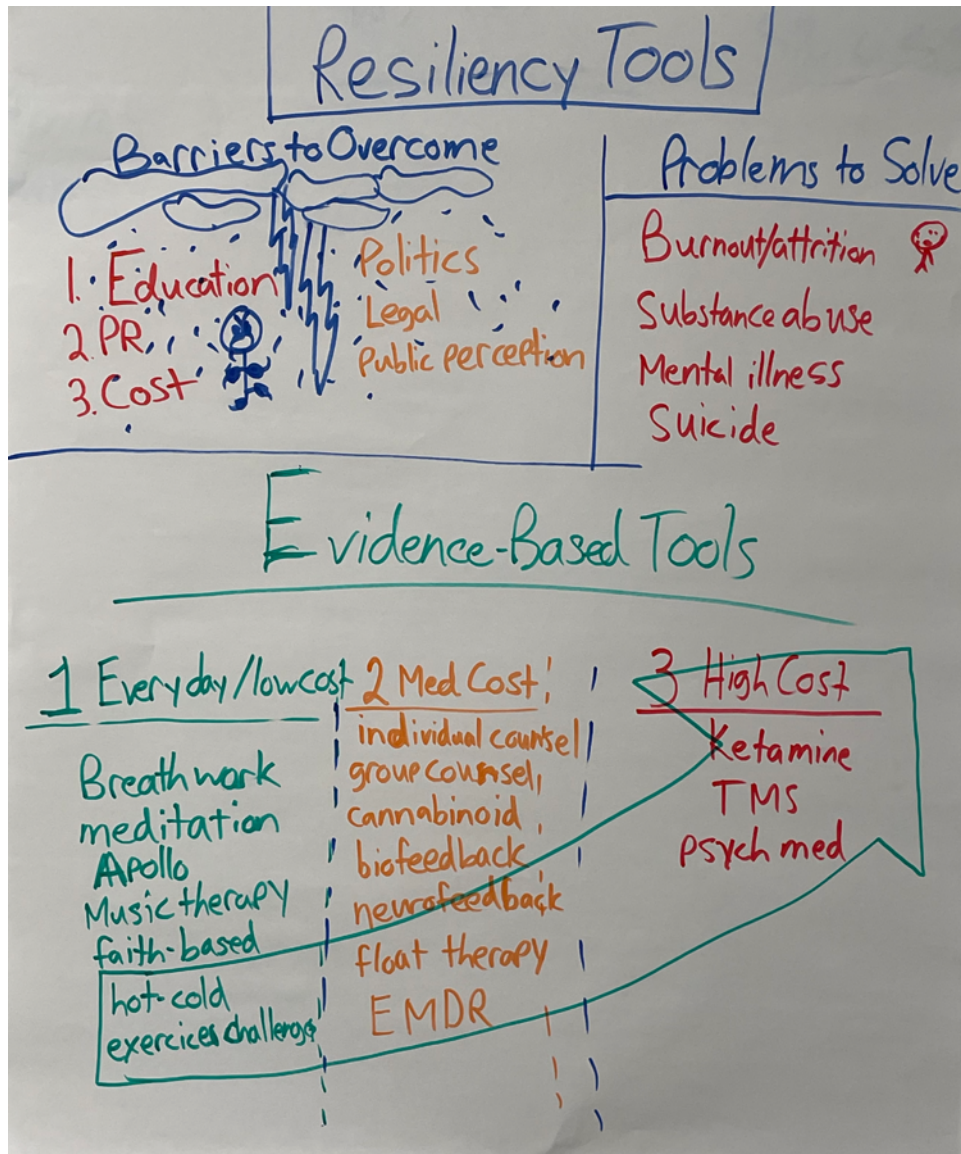 Resiliency Tools
Barriers to Overcome
1. Education
2. PR
3. Cost
Politics
Legal
Public perception
Problems to Solve
Burnout/attrition
Substance abuse
Mental illness
Suicide
Evidence-Based Tools
1 Everyday/low cost
Breath work
meditation
Apollo
Music therapy
faith-based
hot-cold
exercices challenge
2 Med Cost
individual counsel
group counsel
cannabinoid
biofeedback
neurofeedback
float therapy
EMDR
3 High Cost
Ketamine
TMS
psych med